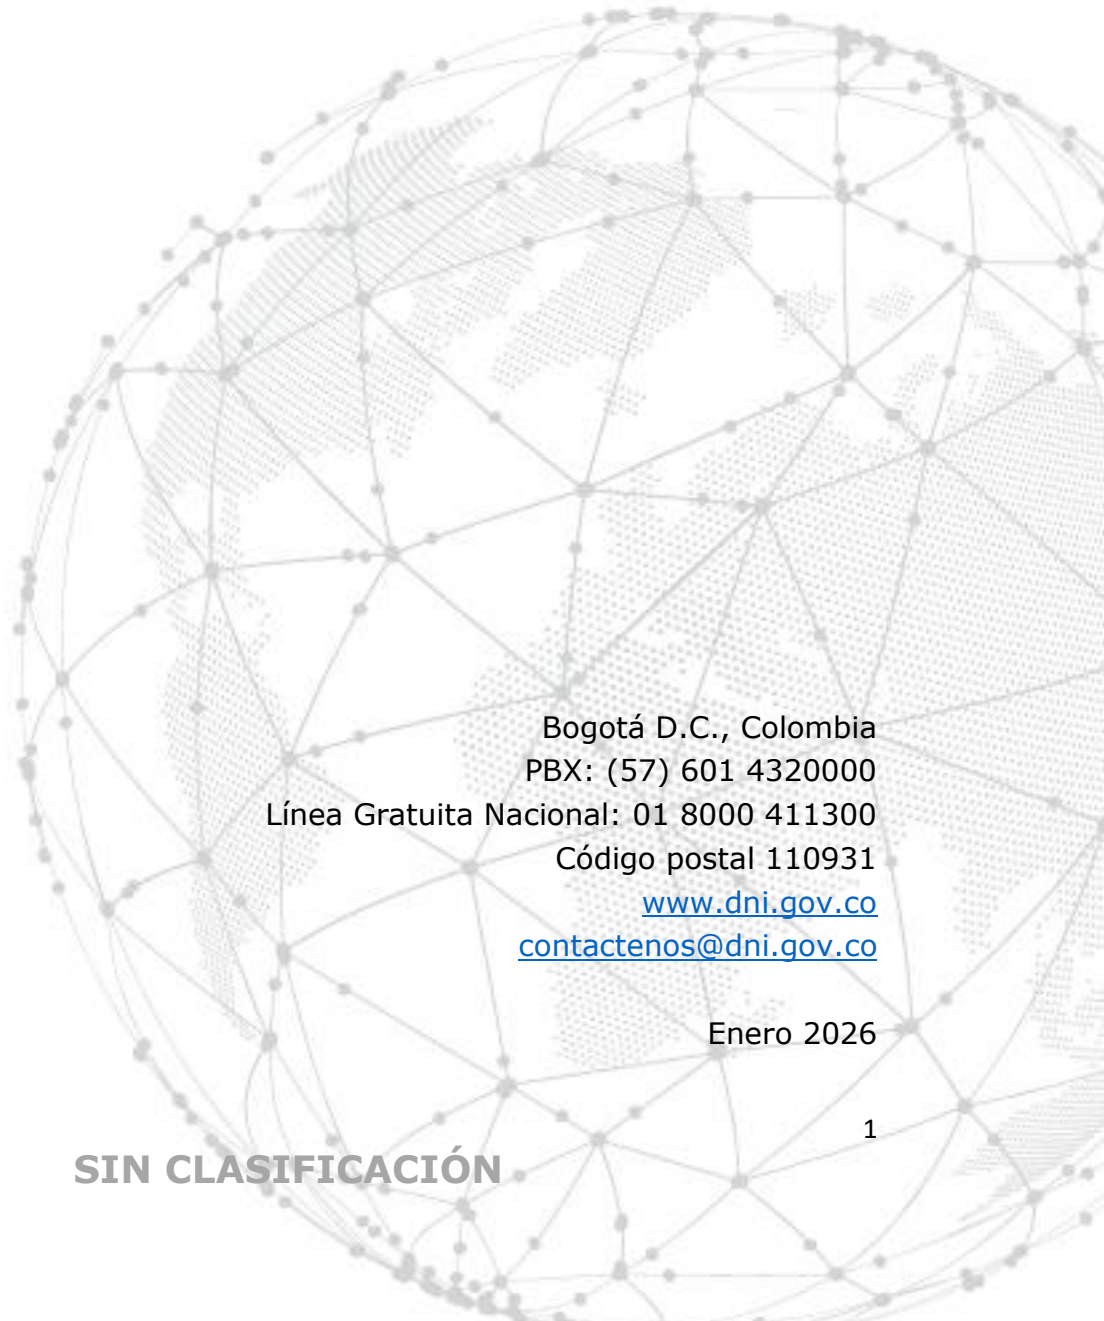 Bogotá D.C., Colombia
PBX: (57) 601 4320000
Línea Gratuita Nacional: 01 8000 411300
Código postal 110931
www.dni.gov.co
contactenos@dni.gov.co
Enero 2026
1
SIN CLASIFICACIÓN